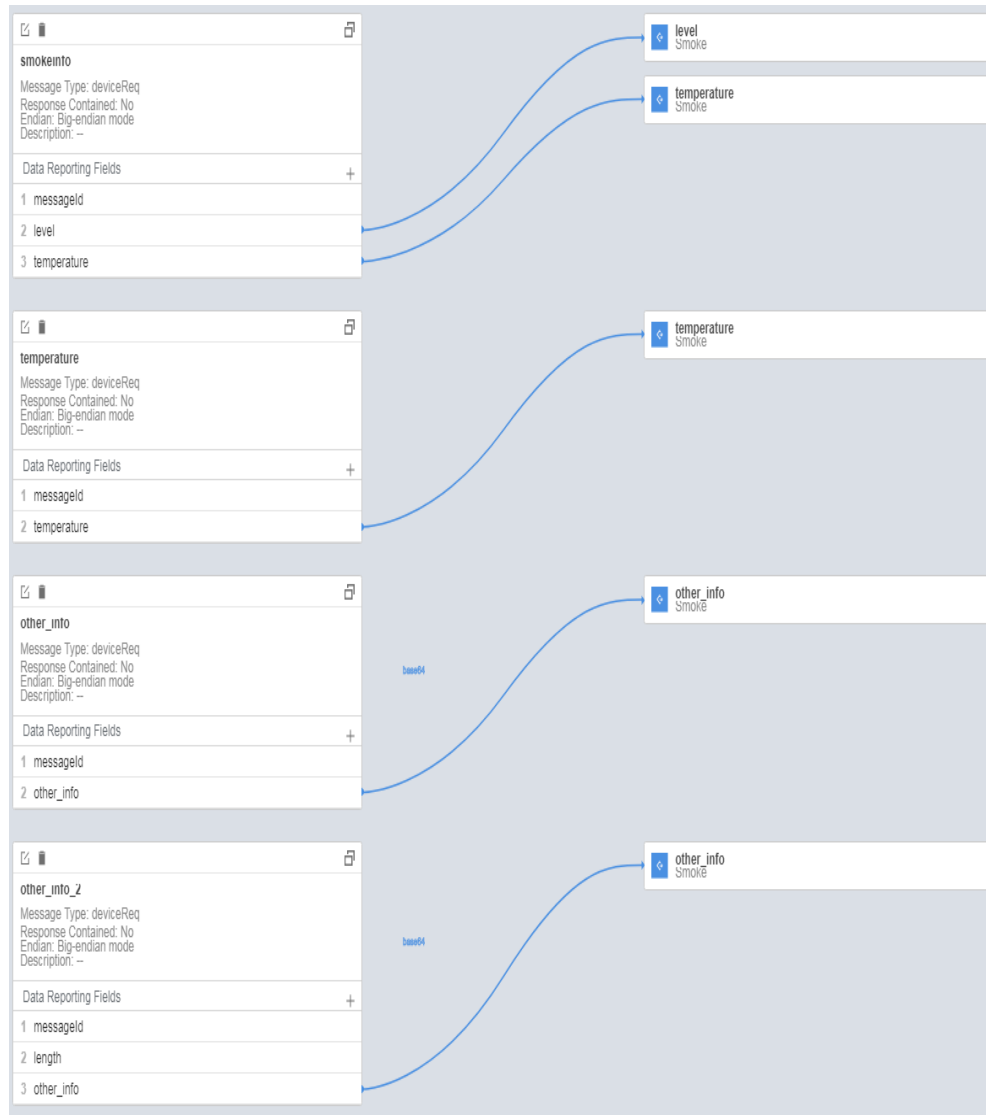 smokeinfo
Message Type: deviceReq
Response Contained: No
Endian: Big-endian mode
Description: --
Data Reporting Fields
1 messageId
2 level
3 temperature
level
Smoke
temperature
Smoke
temperature
Message Type: deviceReq
Response Contained: No
Endian: Big-endian mode
Description: --
Data Reporting Fields
1 messageId
2 temperature
temperature
Smoke
other_info
Message Type: deviceReq
Response Contained: No
Endian: Big-endian mode
Description: --
Data Reporting Fields
1 messageId
2 other_info
base64
other_info
Smoke
other_info_2
Message Type: deviceReq
Response Contained: No
Endian: Big-endian mode
Description: --
Data Reporting Fields
1 messageId
2 length
3 other_info
base64
other_info
Smoke